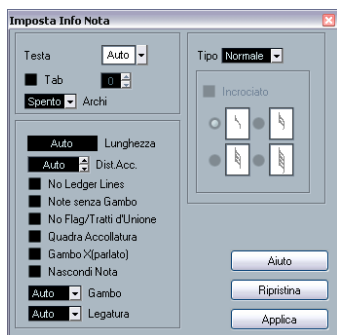 Imposta Info Nota
Testa Auto
Tab 0
Spento Archi
Auto Lunghezza
Auto Dist.Acc.
No Ledger Lines
Note senza Gambo
No Flag/Tratti d'Unione
Quadra Accollatura
Gambo X(parlato)
Nascondi Nota
Auto Gambo
Auto Legatura
Tipo Normale
Incrociato
Aiuto
Ripristina
Applica